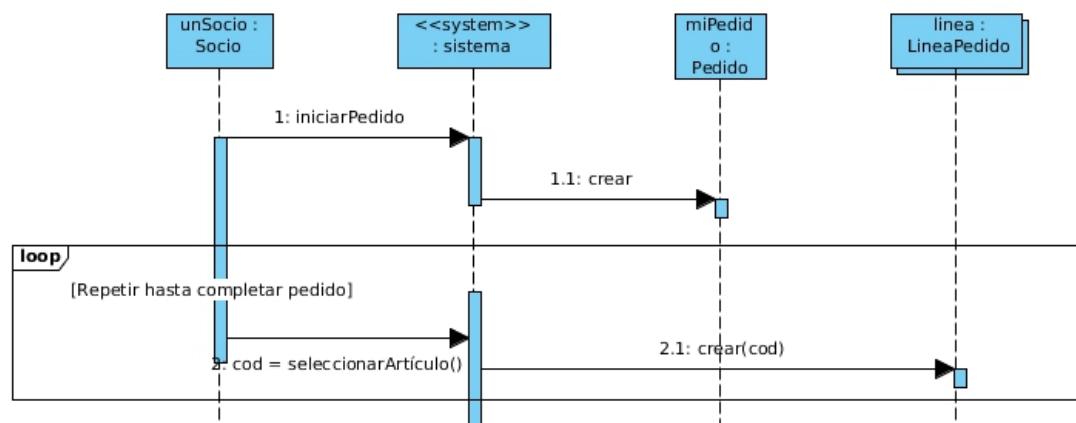 unSocio :
Socio
<<system>>
: sistema
miPedid
o :
Pedido
linea :
LineaPedido
1: iniciarPedido
1.1: crear
loop
[Repetir hasta completar pedido]
2: cod = seleccionarArtículo()
2.1: crear(cod)